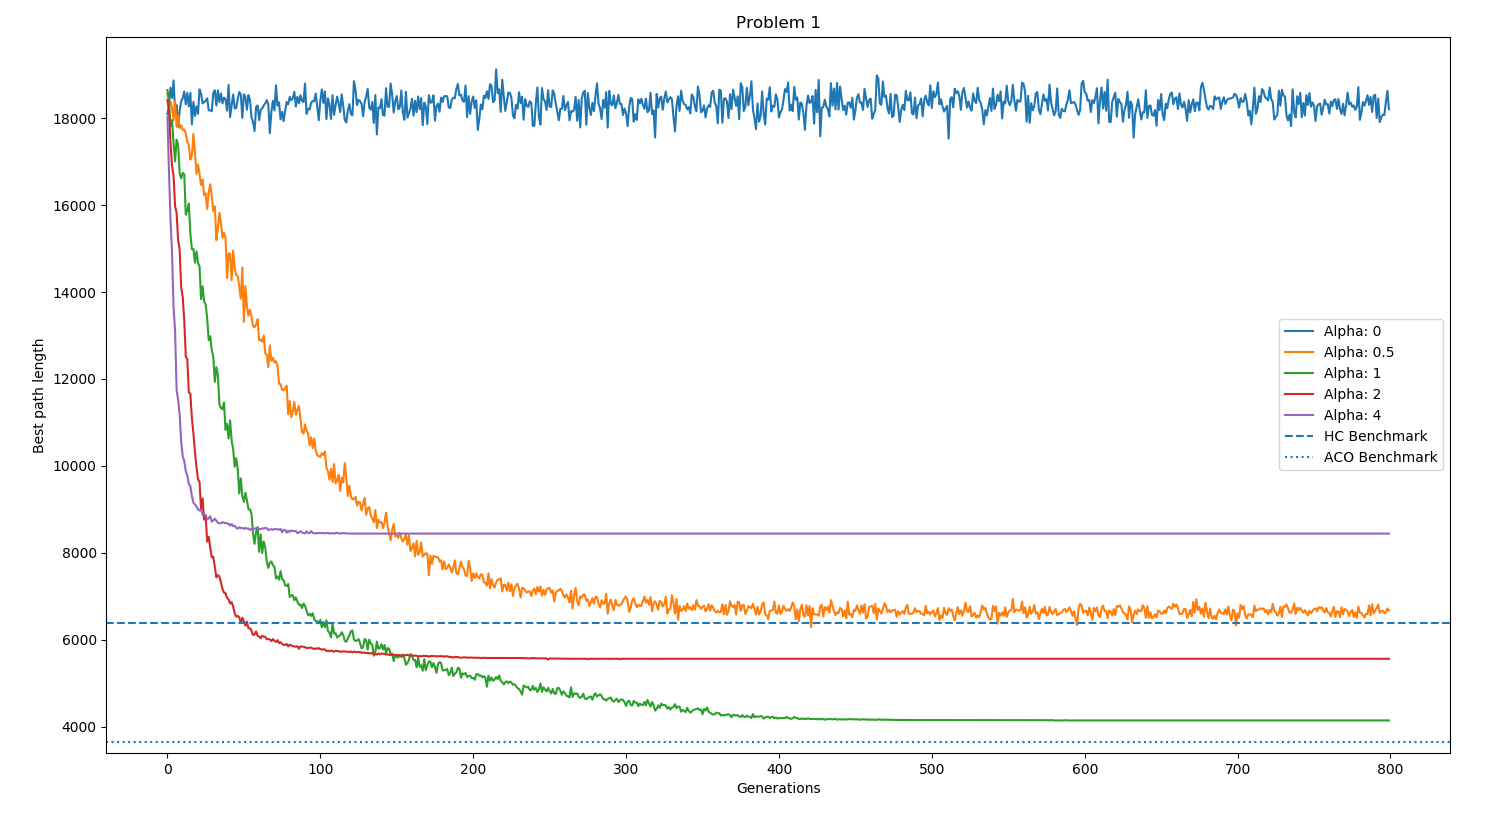 Problem 1
Best path length
18000
16000
14000
12000
10000
8000
6000
4000
Alpha: 0
Alpha: 0.5
Alpha: 1
Alpha: 2
Alpha: 4
HC Benchmark
ACO Benchmark
0 100 200 300 400 500 600 700 800
Generations